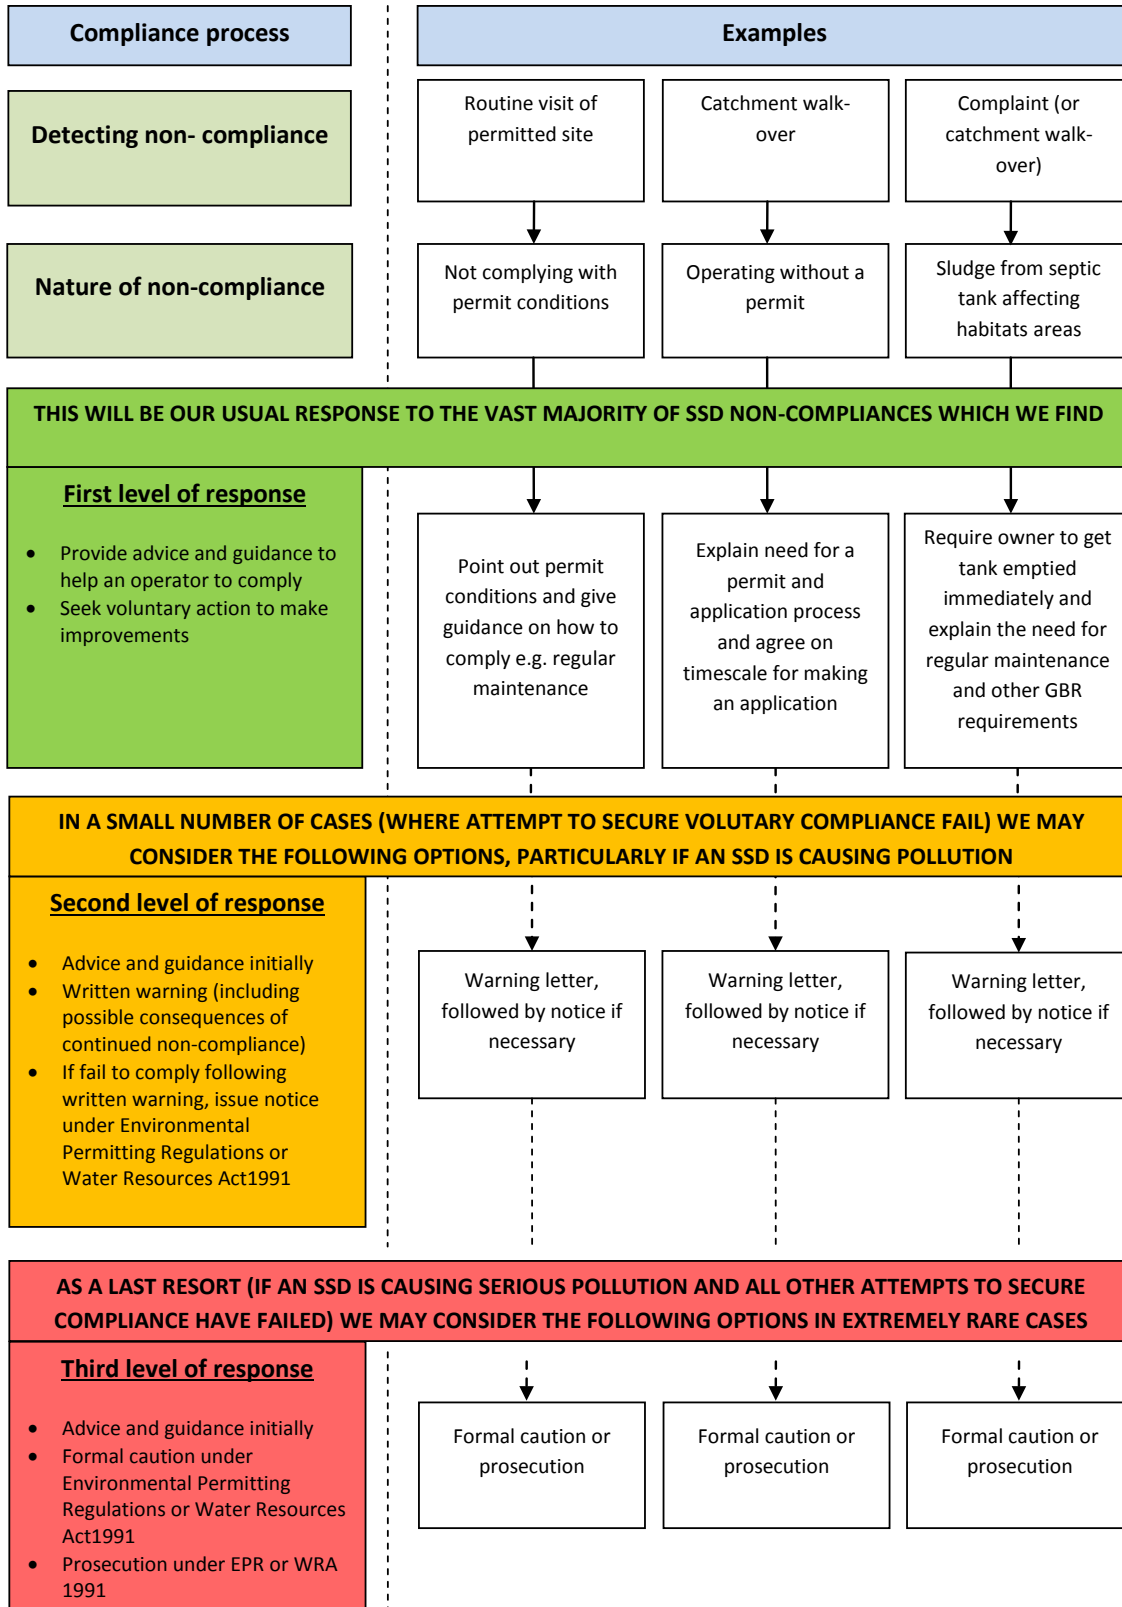 Compliance process
Examples
Detecting non- compliance
Routine visit of
permitted site
Catchment walk-
over
Complaint (or
catchment walk-
over)
Nature of non-compliance
Not complying with
permit conditions
Operating without a
permit
Sludge from septic
tank affecting
habitats areas
THIS WILL BE OUR USUAL RESPONSE TO THE VAST MAJORITY OF SSD NON-COMPLIANCES WHICH WE FIND
First level of response
• Provide advice and guidance to
help an operator to comply
• Seek voluntary action to make
improvements
Point out permit
conditions and give
guidance on how to
comply e.g. regular
maintenance
Explain need for a
permit and
application process
and agree on
timescale for making
an application
Require owner to get
tank emptied
immediately and
explain the need for
regular maintenance
and other GBR
requirements
IN A SMALL NUMBER OF CASES (WHERE ATTEMPT TO SECURE VOLUTARY COMPLIANCE FAIL) WE MAY
CONSIDER THE FOLLOWING OPTIONS, PARTICULARLY IF AN SSD IS CAUSING POLLUTION
Second level of response
• Advice and guidance initially
• Written warning (including
possible consequences of
continued non-compliance)
• If fail to comply following
written warning, issue notice
under Environmental
Permitting Regulations or
Water Resources Act1991
Warning letter,
followed by notice if
necessary
Warning letter,
followed by notice if
necessary
Warning letter,
followed by notice if
necessary
AS A LAST RESORT (IF AN SSD IS CAUSING SERIOUS POLLUTION AND ALL OTHER ATTEMPTS TO SECURE
COMPLIANCE HAVE FAILED) WE MAY CONSIDER THE FOLLOWING OPTIONS IN EXTREMELY RARE CASES
Third level of response
• Advice and guidance initially
• Formal caution under
Environmental Permitting
Regulations or Water Resources
Act1991
• Prosecution under EPR or WRA
1991
Formal caution or
prosecution
Formal caution or
prosecution
Formal caution or
prosecution